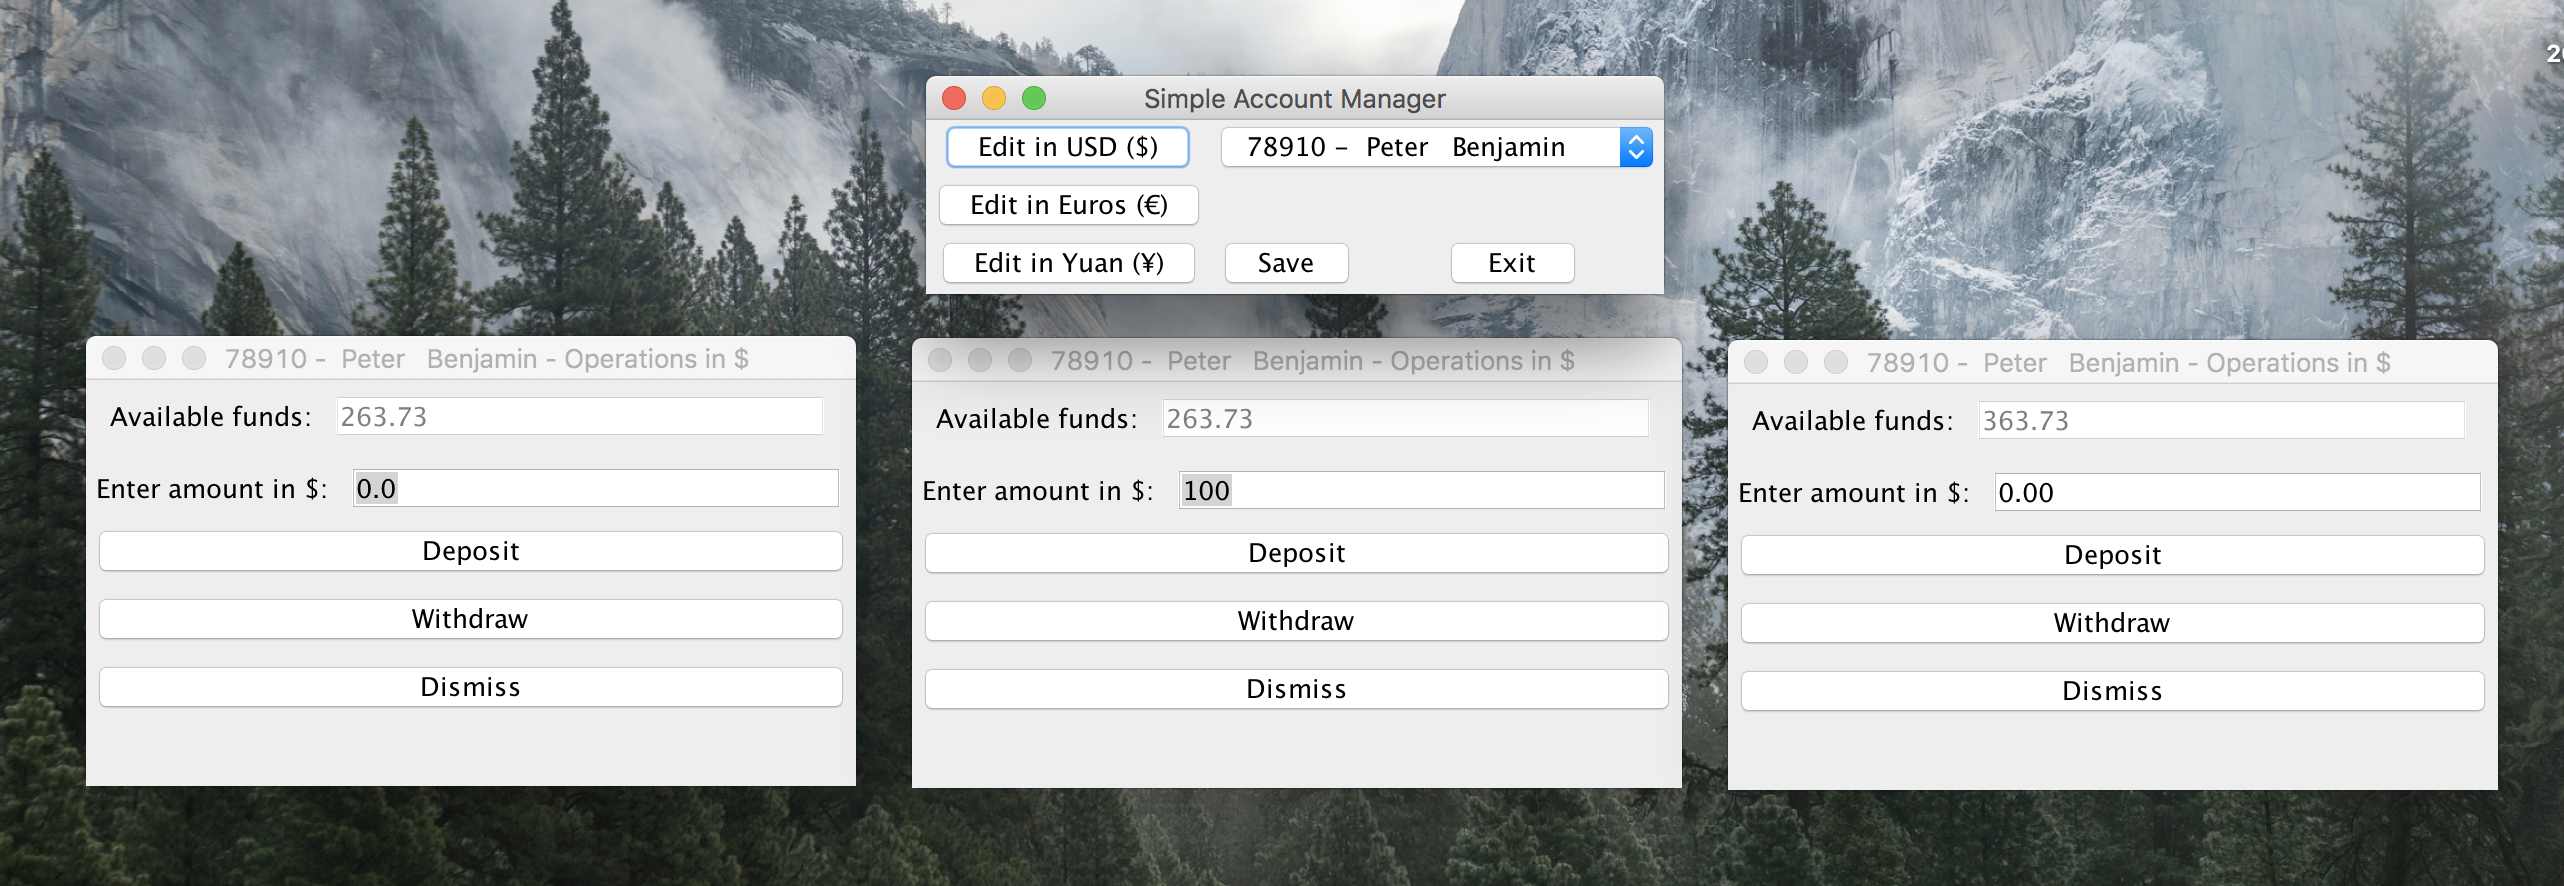 20
Simple Account Manager
Edit in USD ($)
78910 - Peter Benjamin
Edit in Euros (€)
Edit in Yuan (¥)
Save
Exit
78910 - Peter Benjamin - Operations in $
Available funds: 263.73
Enter amount in $: 0.0
Deposit
Withdraw
Dismiss
78910 - Peter Benjamin - Operations in $
Available funds: 263.73
Enter amount in $: 100
Deposit
Withdraw
Dismiss
78910 - Peter Benjamin - Operations in $
Available funds: 363.73
Enter amount in $: 0.00
Deposit
Withdraw
Dismiss